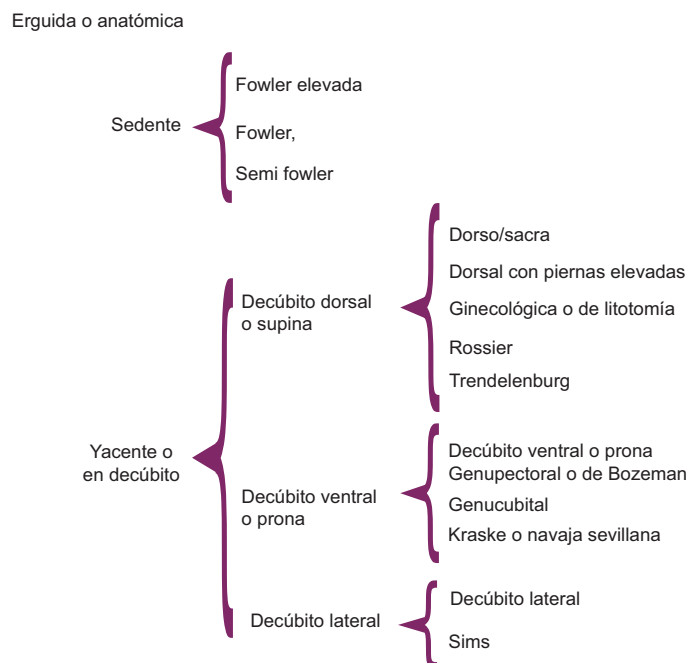 Erguida o anatómica
Sedente
Fowler elevada
Fowler,
Semi fowler
Yacente o
en decúbito
Decúbito dorsal
o supina
Dorso/sacra
Dorsal con piernas elevadas
Ginecológica o de litotomía
Rossier
Trendelenburg
Decúbito ventral
o prona
Decúbito ventral o prona
Genupectoral o de Bozeman
Genucubital
Kraske o navaja sevillana
Decúbito lateral
Decúbito lateral
Sims